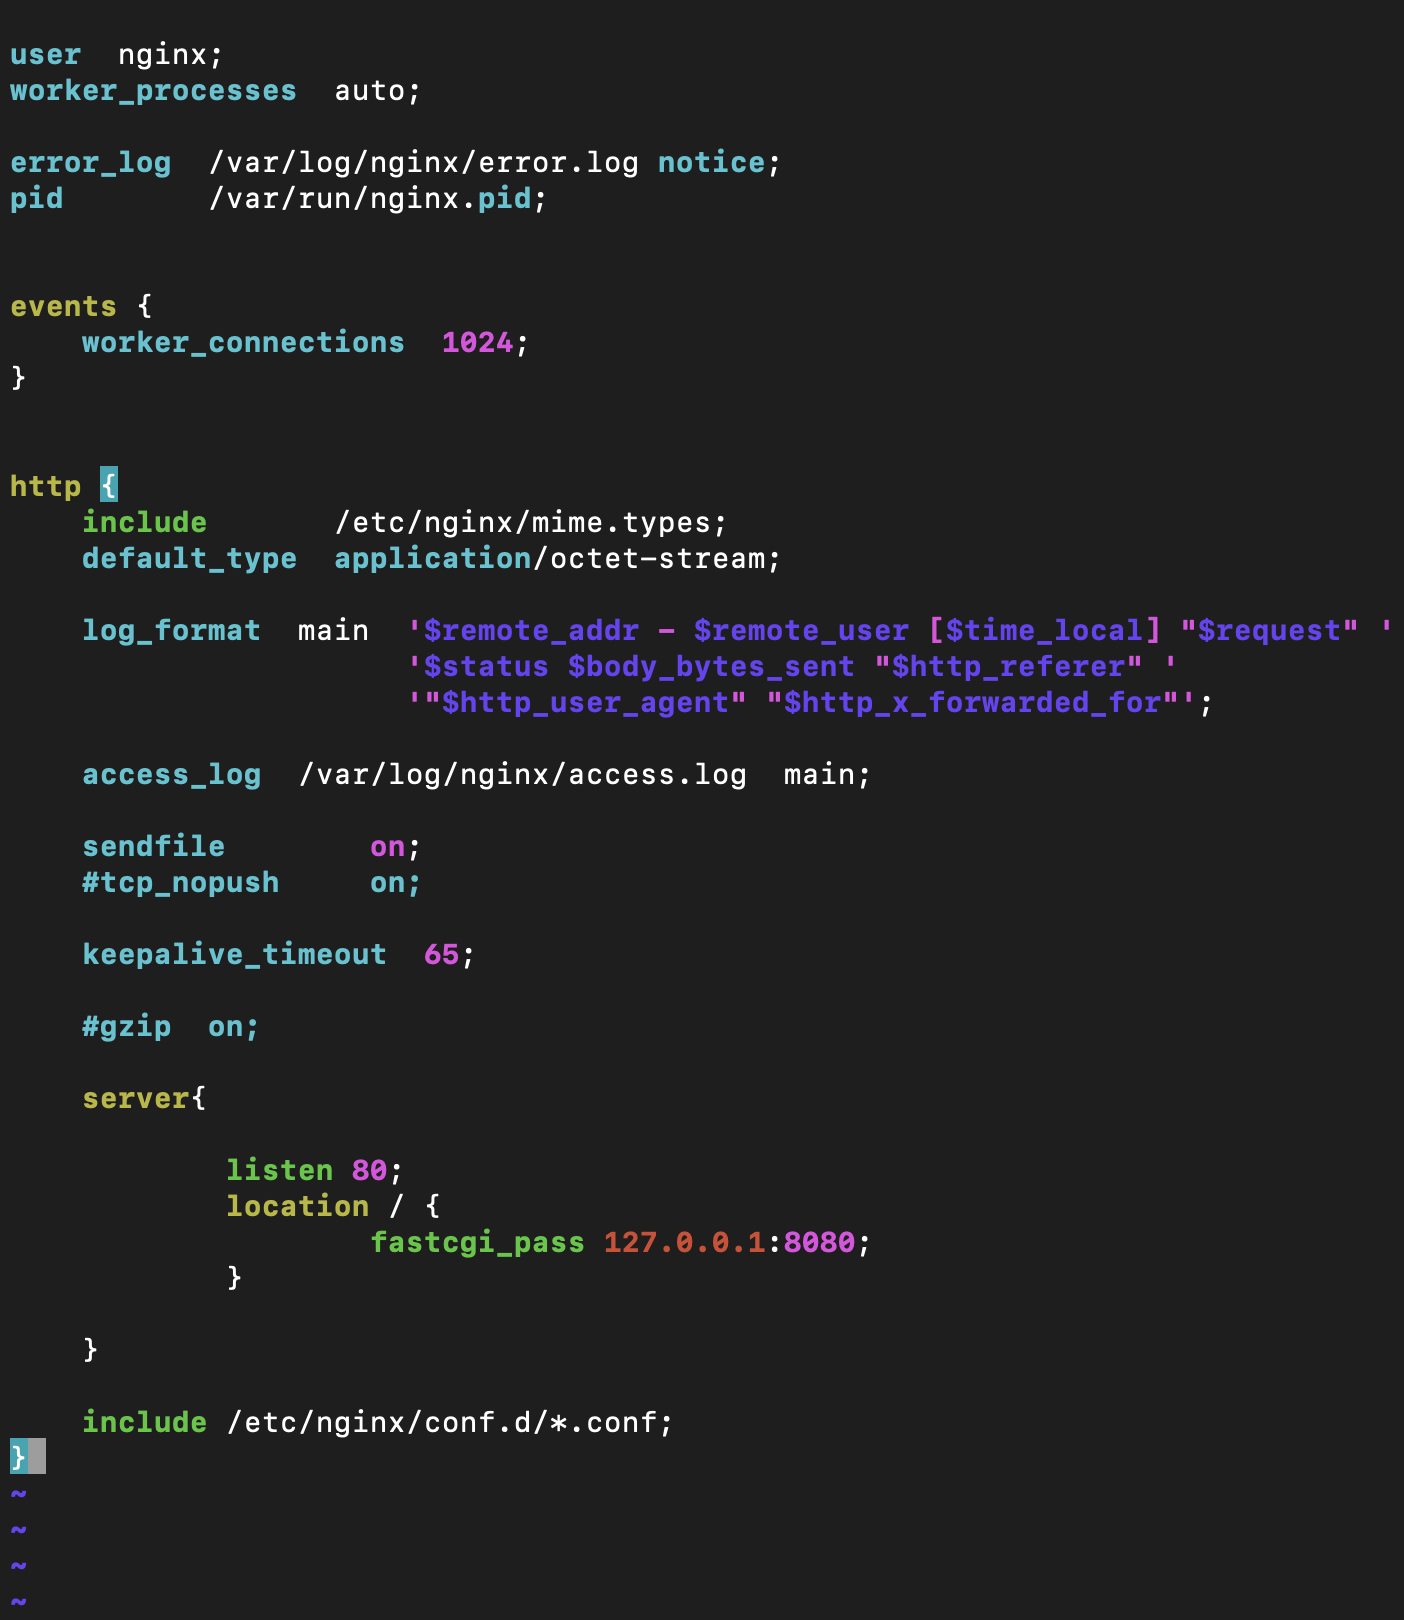 user  nginx;
worker_processes  auto;
error_log  /var/log/nginx/error.log notice;
pid        /var/run/nginx.pid;
events {
    worker_connections  1024;
}
http {
    include       /etc/nginx/mime.types;
    default_type  application/octet-stream;
    log_format  main  '$remote_addr - $remote_user [$time_local] "$request" '
                      '$status $body_bytes_sent "$http_referer" '
                      '"$http_user_agent" "$http_x_forwarded_for"';
    access_log  /var/log/nginx/access.log  main;
    sendfile        on;
    #tcp_nopush     on;
    keepalive_timeout  65;
    #gzip  on;
    server{
            listen 80;
            location / {
                    fastcgi_pass 127.0.0.1:8080;
            }
    }
    include /etc/nginx/conf.d/*.conf;
}
~
~
~
~